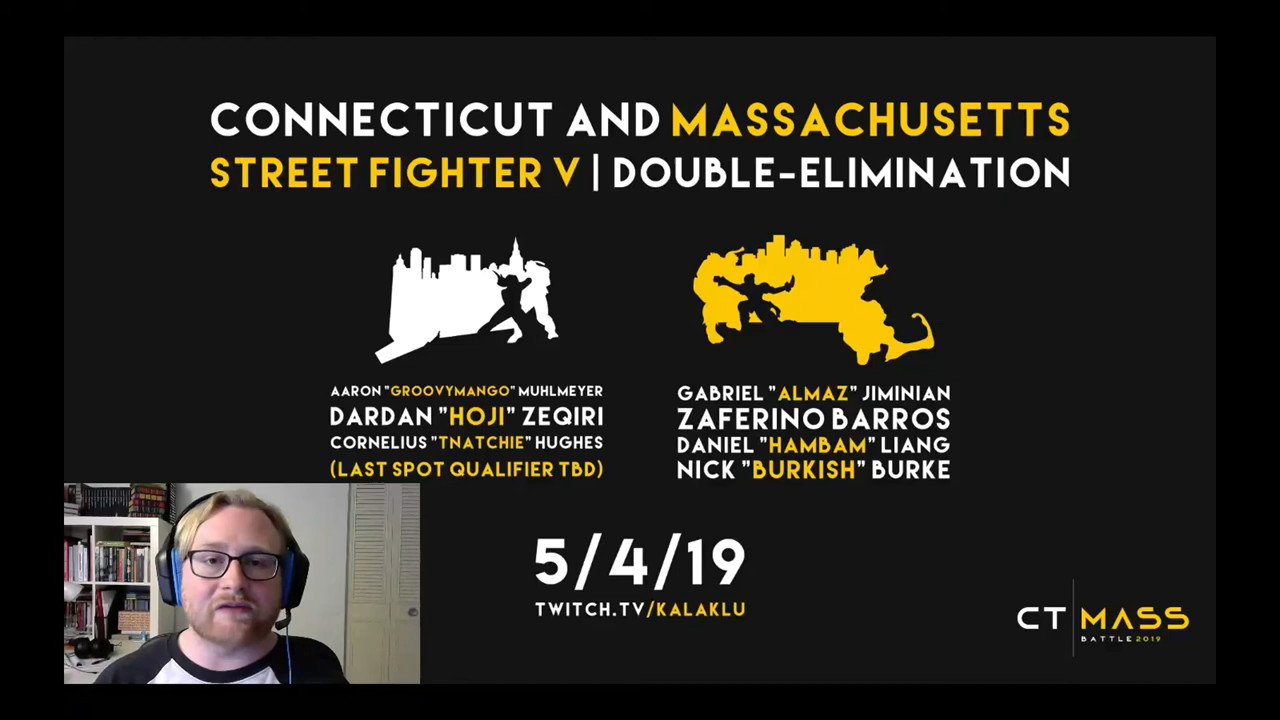 CONNECTICUT AND MASSACHUSETTS
STREET FIGHTER V | DOUBLE-ELIMINATION
AARON "GROOVYMANGO" MUHLMEYER
DARDAN "HOJI" ZEQIRI
CORNELIUS "TNATCHIE" HUGHES
(LAST SPOT QUALIFIER TBD)
GABRIEL "ALMAZ" JIMINIAN
ZAFERINO BARROS
DANIEL "HAMBAM" LIANG
NICK "BURKISH" BURKE
5/4/19
TWITCH.TV/KALAKLU
CT MASS
BATTLE 2019